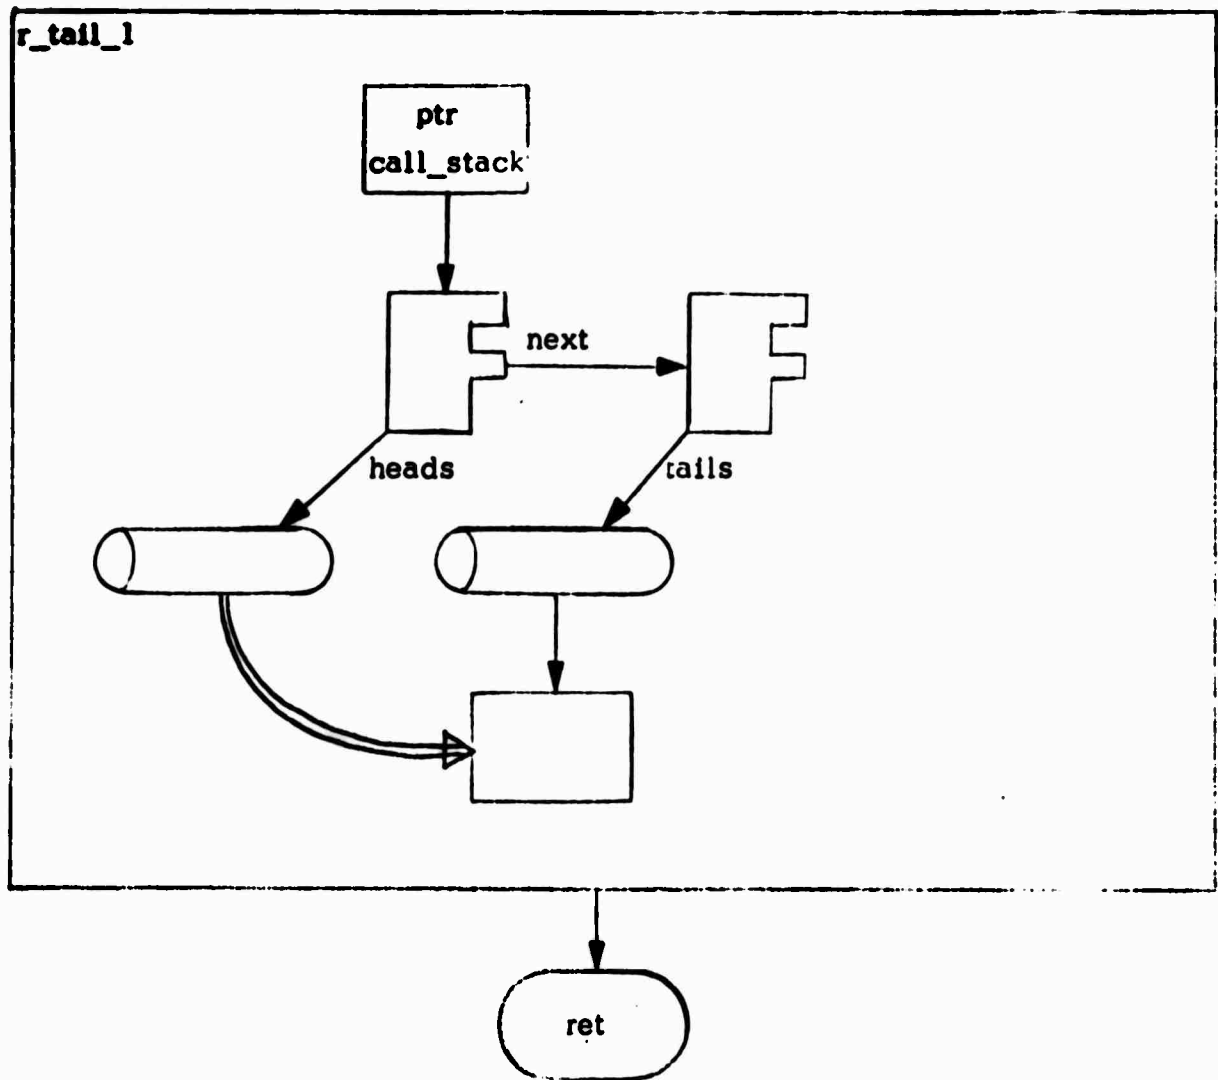 r_tail_1
ptr
call_stack
next
heads
tails
ret